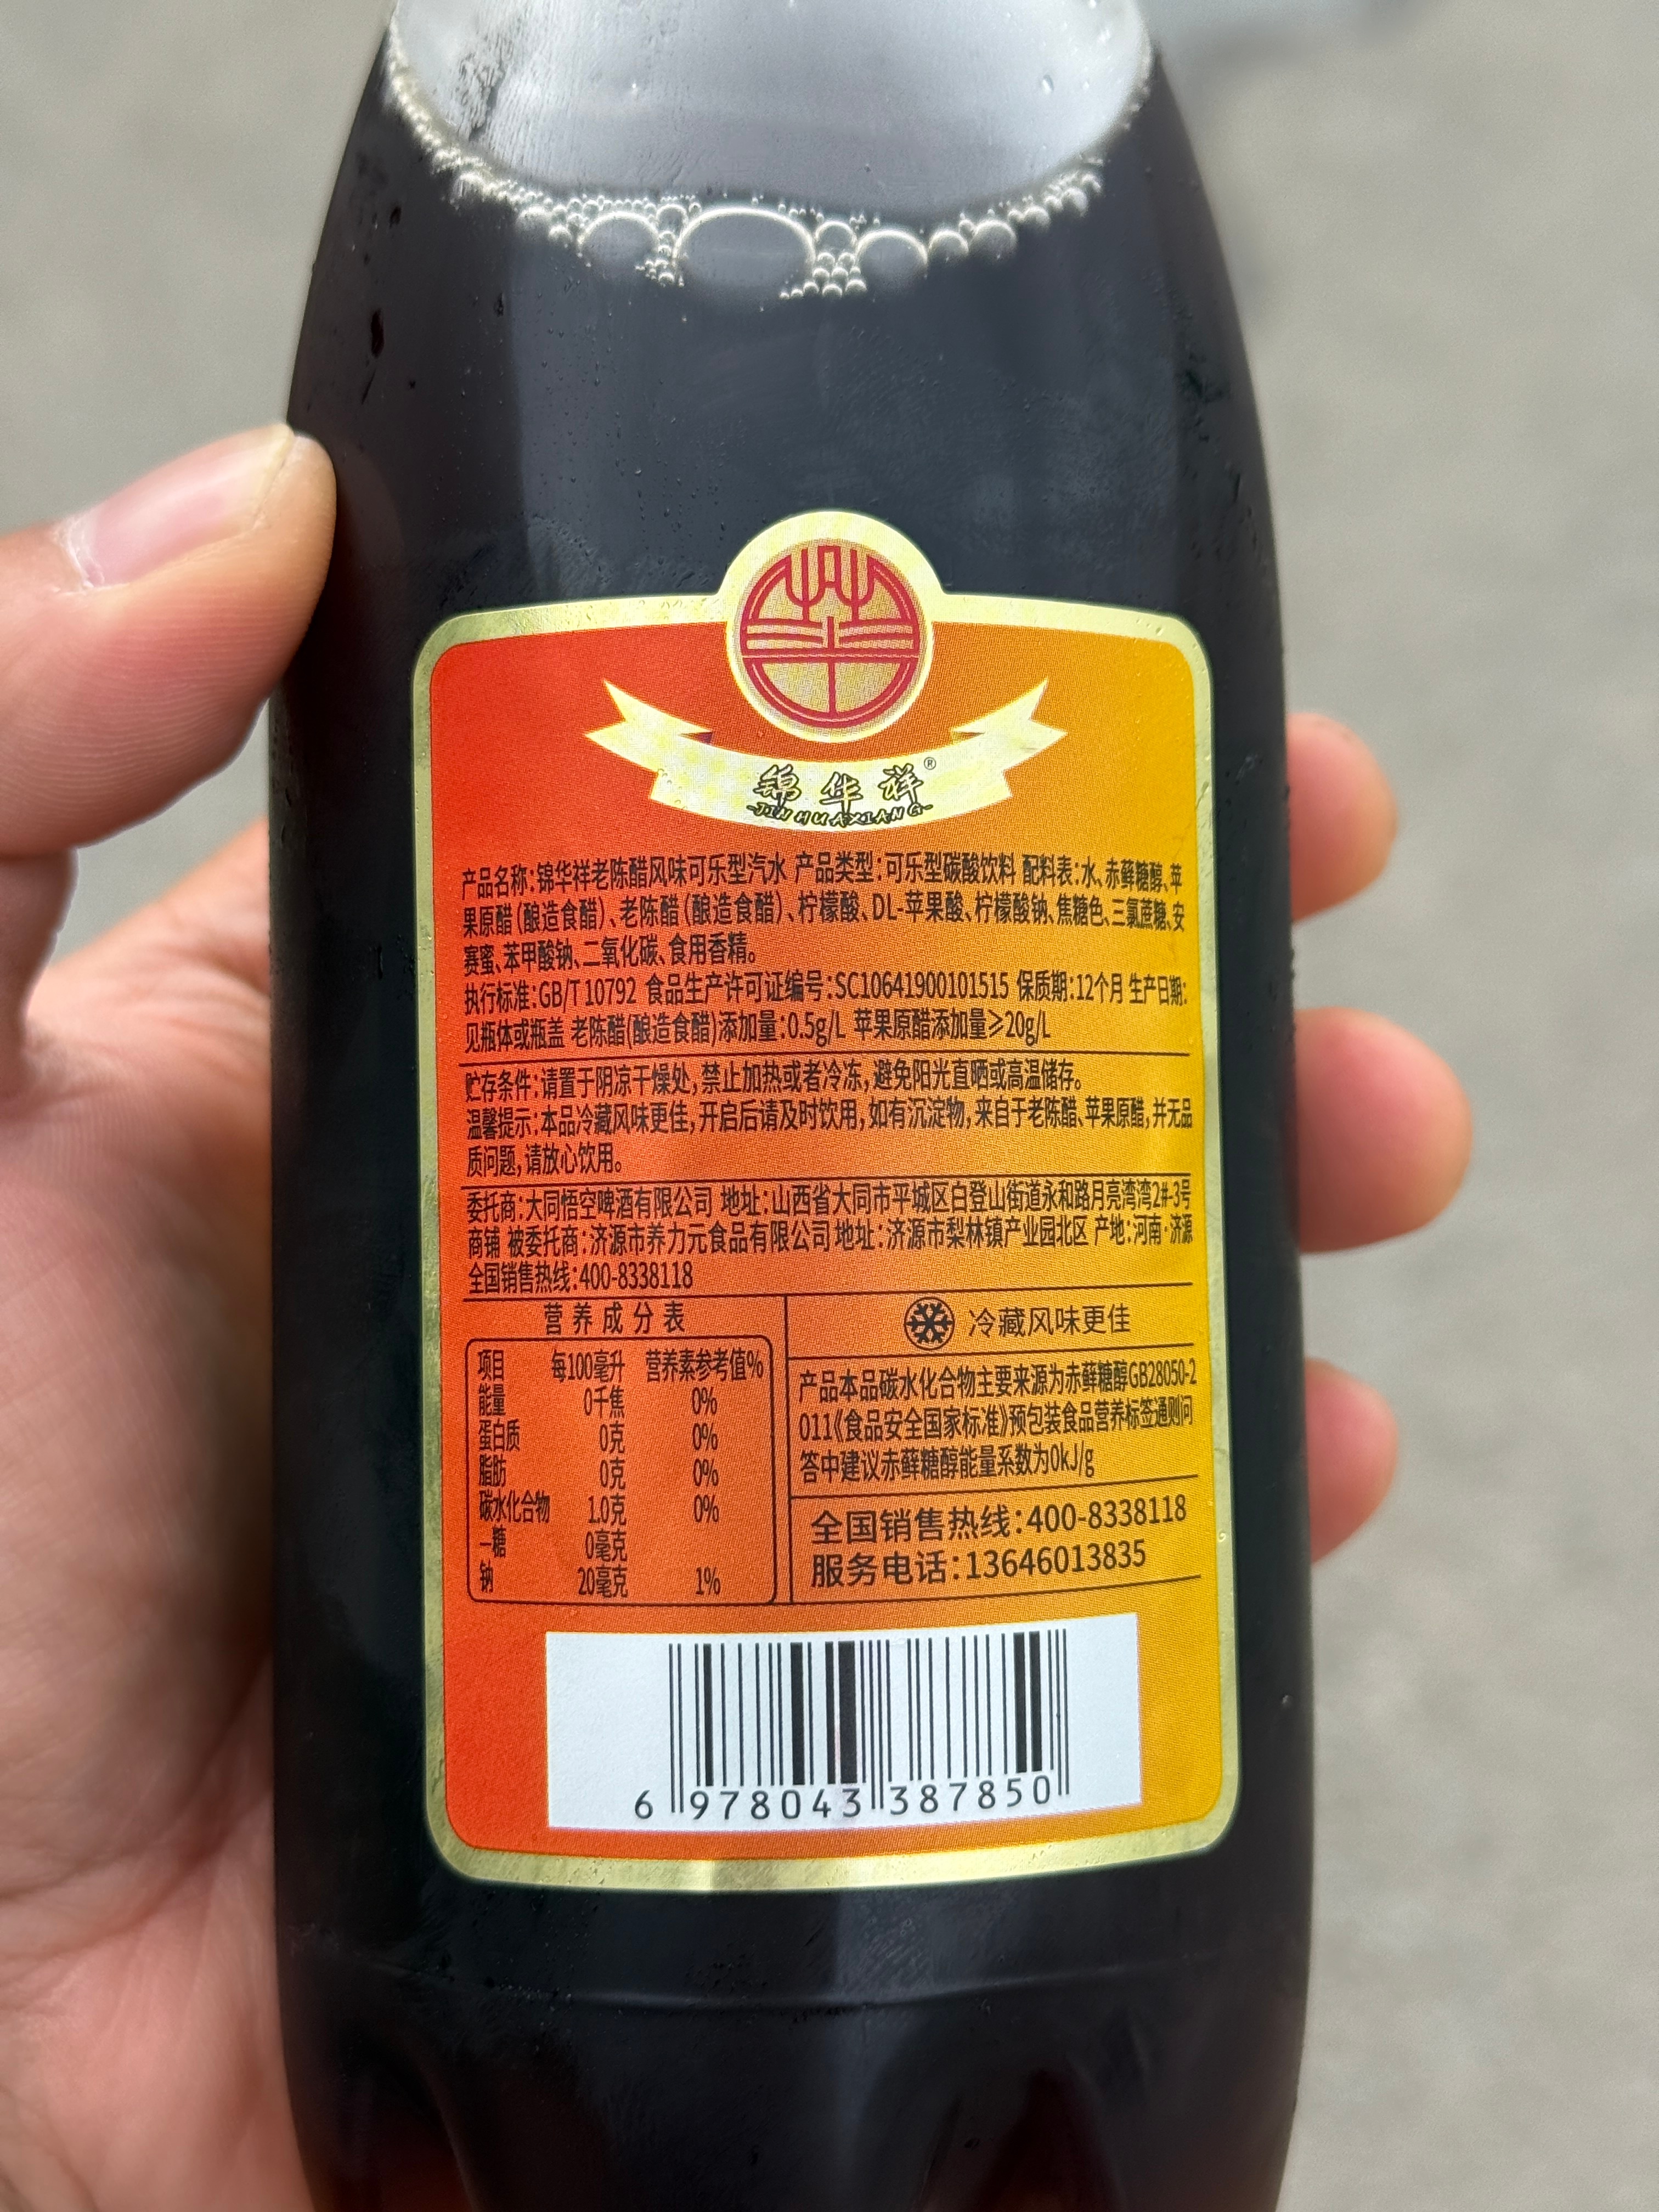 锦华祥®
JIN HUAXIANG
产品名称:锦华祥老陈醋风味可乐型汽水 产品类型:可乐型碳酸饮料 配料表:水、赤藓糖醇、苹
果原醋(酿造食醋)、老陈醋(酿造食醋)、柠檬酸、DL-苹果酸、柠檬酸钠、焦糖色、三氯蔗糖、安
赛蜜、苯甲酸钠、二氧化碳、食用香精。
执行标准:GB/T 10792 食品生产许可证编号:SC10641900101515 保质期:12个月 生产日期:
见瓶体或瓶盖 老陈醋(酿造食醋)添加量:0.5g/L 苹果原醋添加量≥20g/L
贮存条件:请置于阴凉干燥处,禁止加热或者冷冻,避免阳光直晒或高温储存。
温馨提示:本品冷藏风味更佳,开启后请及时饮用,如有沉淀物,来自于老陈醋、苹果原醋,并无品
质问题,请放心饮用。
委托商:大同悟空啤酒有限公司 地址:山西省大同市平城区白登山街道永和路月亮湾湾2#-3号
商铺 被委托商:济源市养力元食品有限公司 地址:济源市梨林镇产业园北区 产地:河南·济源
全国销售热线:400-8338118
营养成分表
项目 每100毫升 营养素参考值%
能量 0千焦 0%
蛋白质 0克 0%
脂肪 0克 0%
碳水化合物 1.0克 0%
—糖 0毫克
钠 20毫克 1%
冷藏风味更佳
产品本品碳水化合物主要来源为赤藓糖醇GB28050-2
011《食品安全国家标准》预包装食品营养标签通则问
答中建议赤藓糖醇能量系数为0kJ/g
全国销售热线:400-8338118
服务电话:13646013835
6 978043 387850